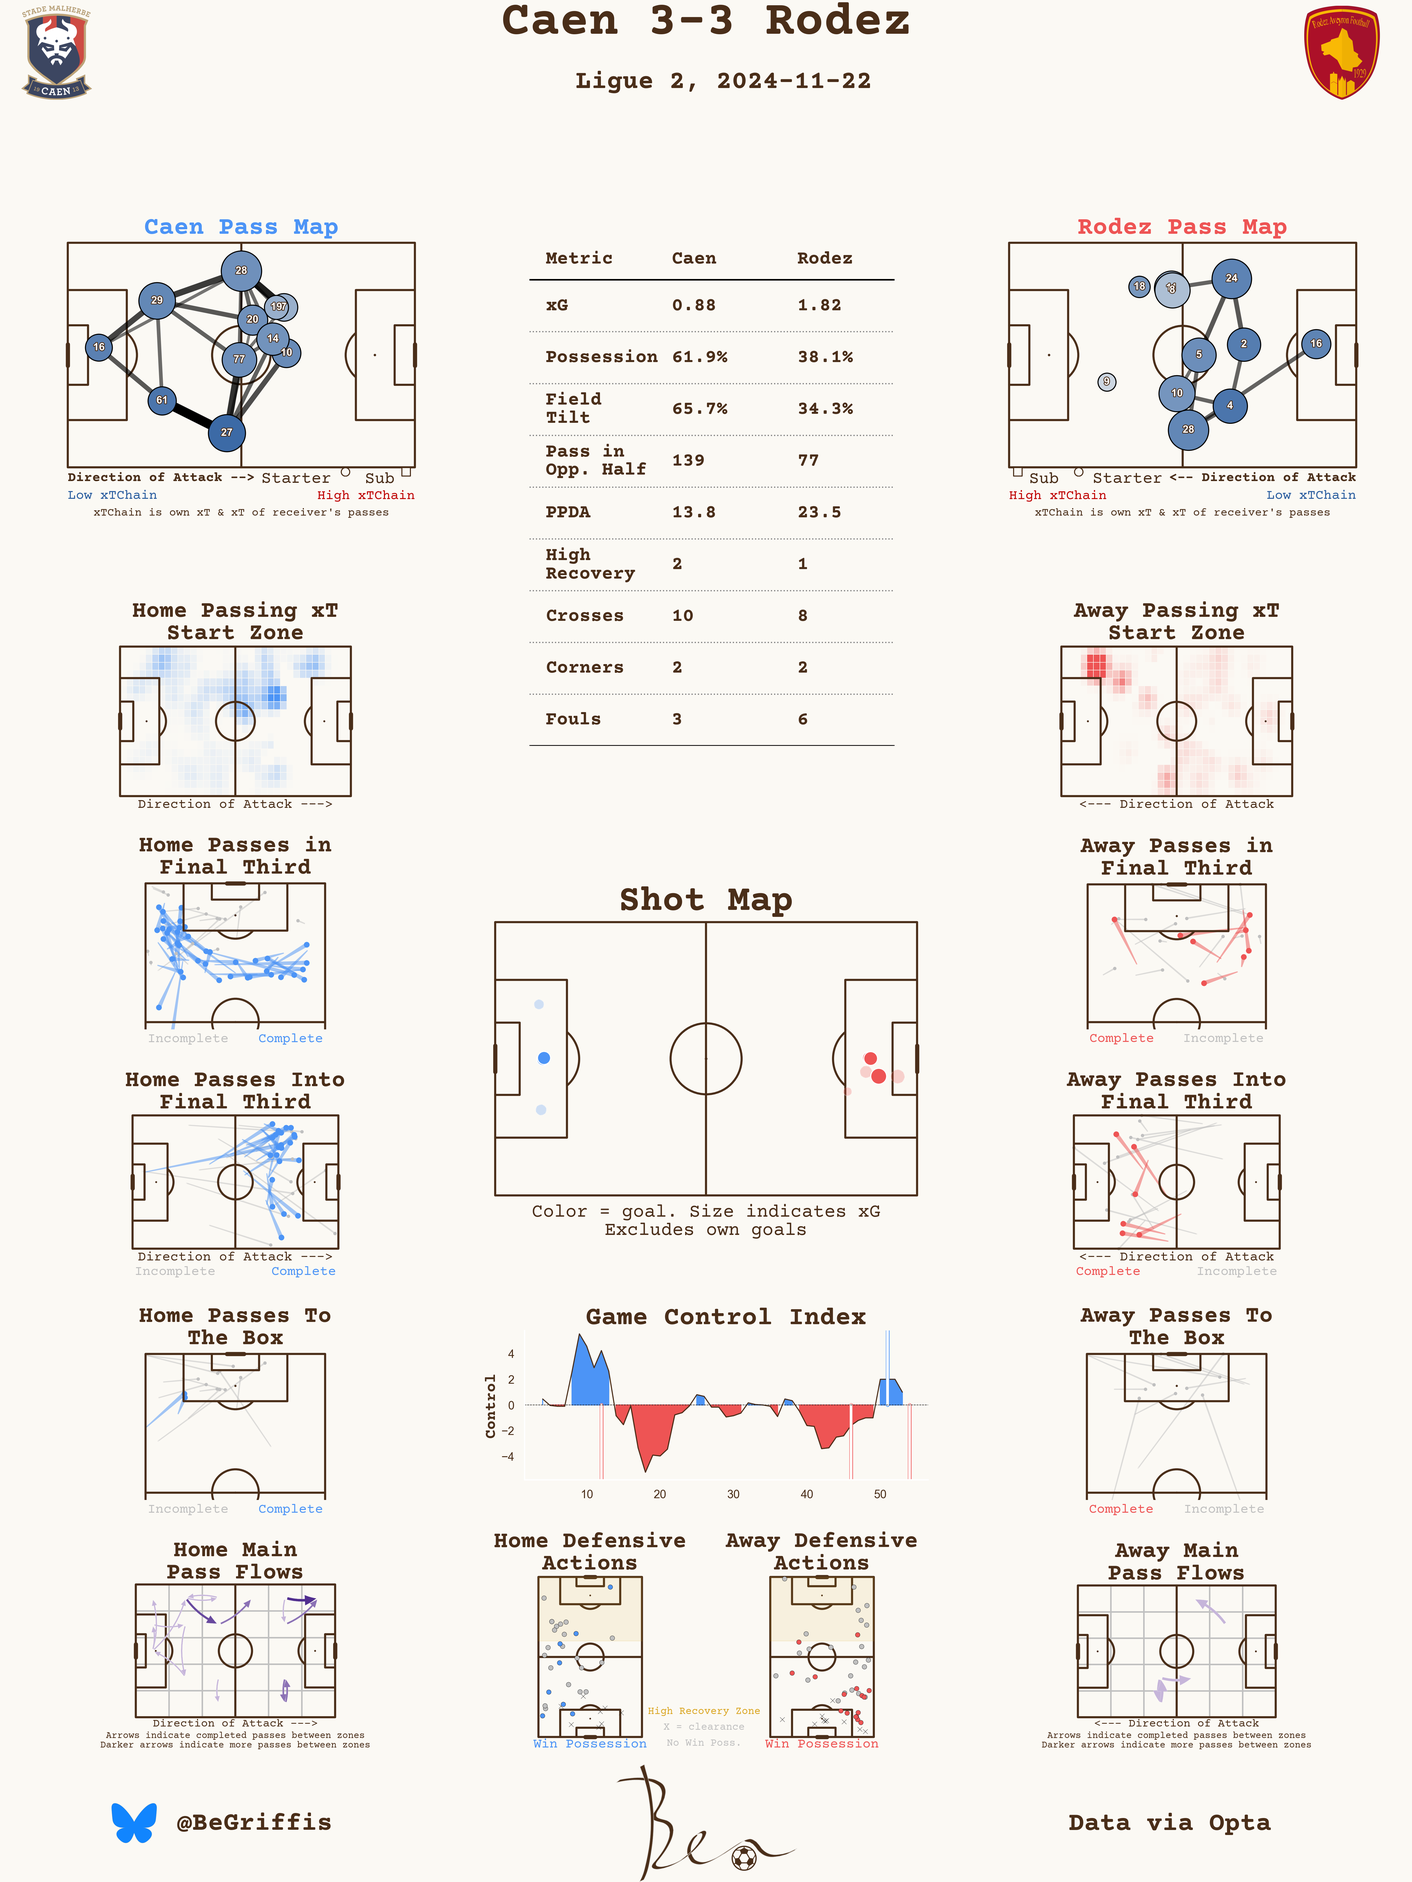 Caen 3-3 Rodez
Ligue 2, 2024-11-22
STADE MALHERBE
19 CAEN 13
Rodez Aveyron Football
1929
Caen Pass Map
28
29
197
20
14
16
77
10
61
27
Direction of Attack --> Starter Sub
Low xTChain High xTChain
xTChain is own xT & xT of receiver's passes
Metric Caen Rodez
xG 0.88 1.82
Possession 61.9% 38.1%
Field
Tilt 65.7% 34.3%
Pass in
Opp. Half 139 77
PPDA 13.8 23.5
High
Recovery 2 1
Crosses 10 8
Corners 2 2
Fouls 3 6
Rodez Pass Map
24
18
8
2
16
5
9
10
4
28
Sub Starter <-- Direction of Attack
High xTChain Low xTChain
xTChain is own xT & xT of receiver's passes
Home Passing xT
Start Zone
Direction of Attack --->
Away Passing xT
Start Zone
<--- Direction of Attack
Home Passes in
Final Third
Incomplete Complete
Away Passes in
Final Third
Complete Incomplete
Shot Map
Color = goal. Size indicates xG
Excludes own goals
Home Passes Into
Final Third
Direction of Attack --->
Incomplete Complete
Away Passes Into
Final Third
<--- Direction of Attack
Complete Incomplete
Home Passes To
The Box
Incomplete Complete
Game Control Index
Control
4
2
0
−2
−4
10 20 30 40 50
Away Passes To
The Box
Complete Incomplete
Home Main
Pass Flows
Direction of Attack --->
Arrows indicate completed passes between zones
Darker arrows indicate more passes between zones
Home Defensive
Actions
Win Possession
Away Defensive
Actions
Win Possession
High Recovery Zone
X = clearance
No Win Poss.
Away Main
Pass Flows
<--- Direction of Attack
Arrows indicate completed passes between zones
Darker arrows indicate more passes between zones
@BeGriffis
Ben
Data via Opta